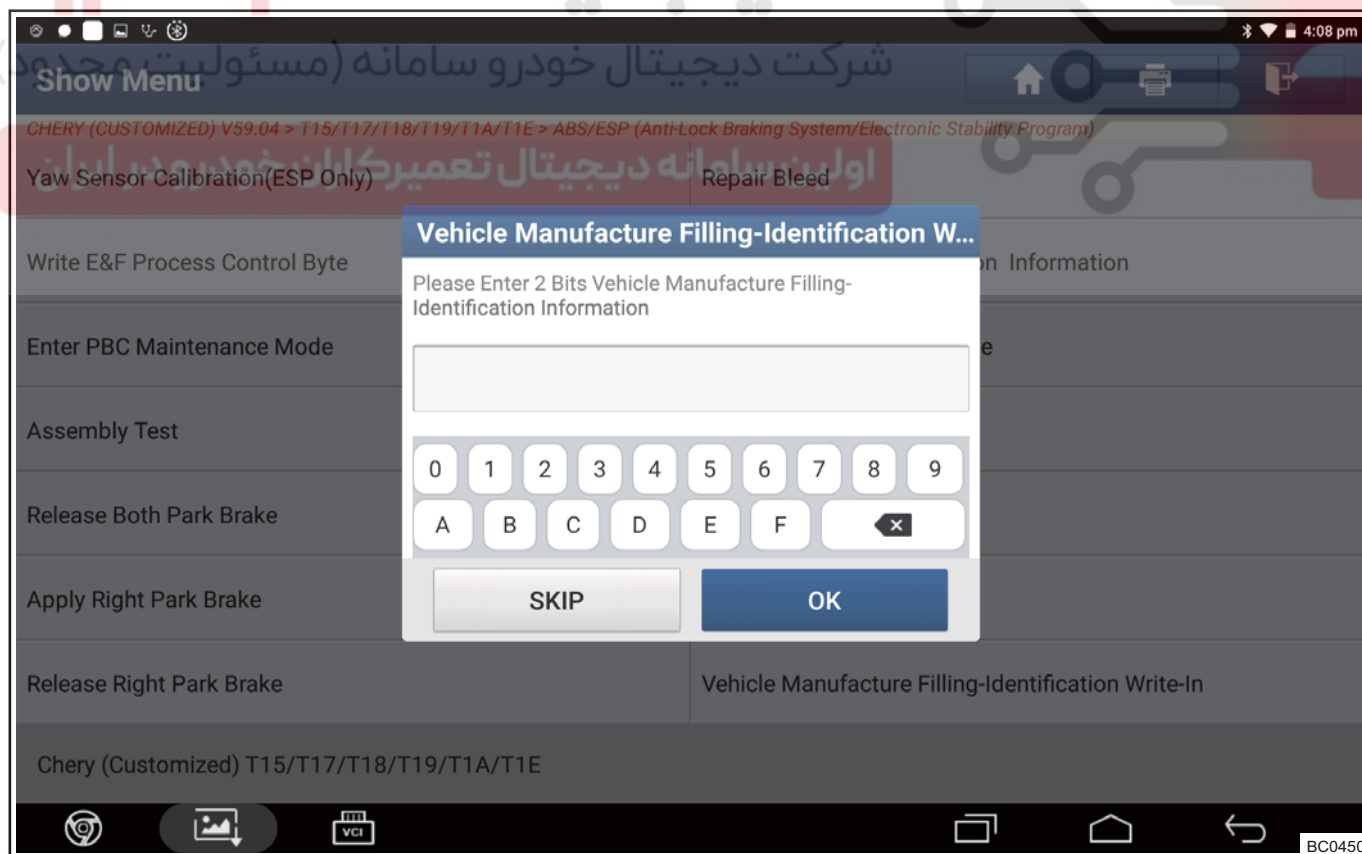 4:08 pm
شرکت دیجیتال خودرو سامانه (مسئولیت محدود)
Show Menu
CHERY (CUSTOMIZED) V59.04 > T15/T17/T18/T19/T1A/T1E > ABS/ESP (Anti-Lock Braking System/Electronic Stability Program)
اولین سامانه دیجیتال تعمیرکاران خودرو در ایران
Yaw Sensor Calibration(ESP Only)
Repair Bleed
Vehicle Manufacture Filling-Identification W...
Write E&F Process Control Byte
on Information
Please Enter 2 Bits Vehicle Manufacture Filling-
Identification Information
Enter PBC Maintenance Mode
e
Assembly Test
0 1 2 3 4 5 6 7 8 9
A B C D E F
Release Both Park Brake
Apply Right Park Brake
SKIP
OK
Release Right Park Brake
Vehicle Manufacture Filling-Identification Write-In
Chery (Customized) T15/T17/T18/T19/T1A/T1E
VCI
BC0450